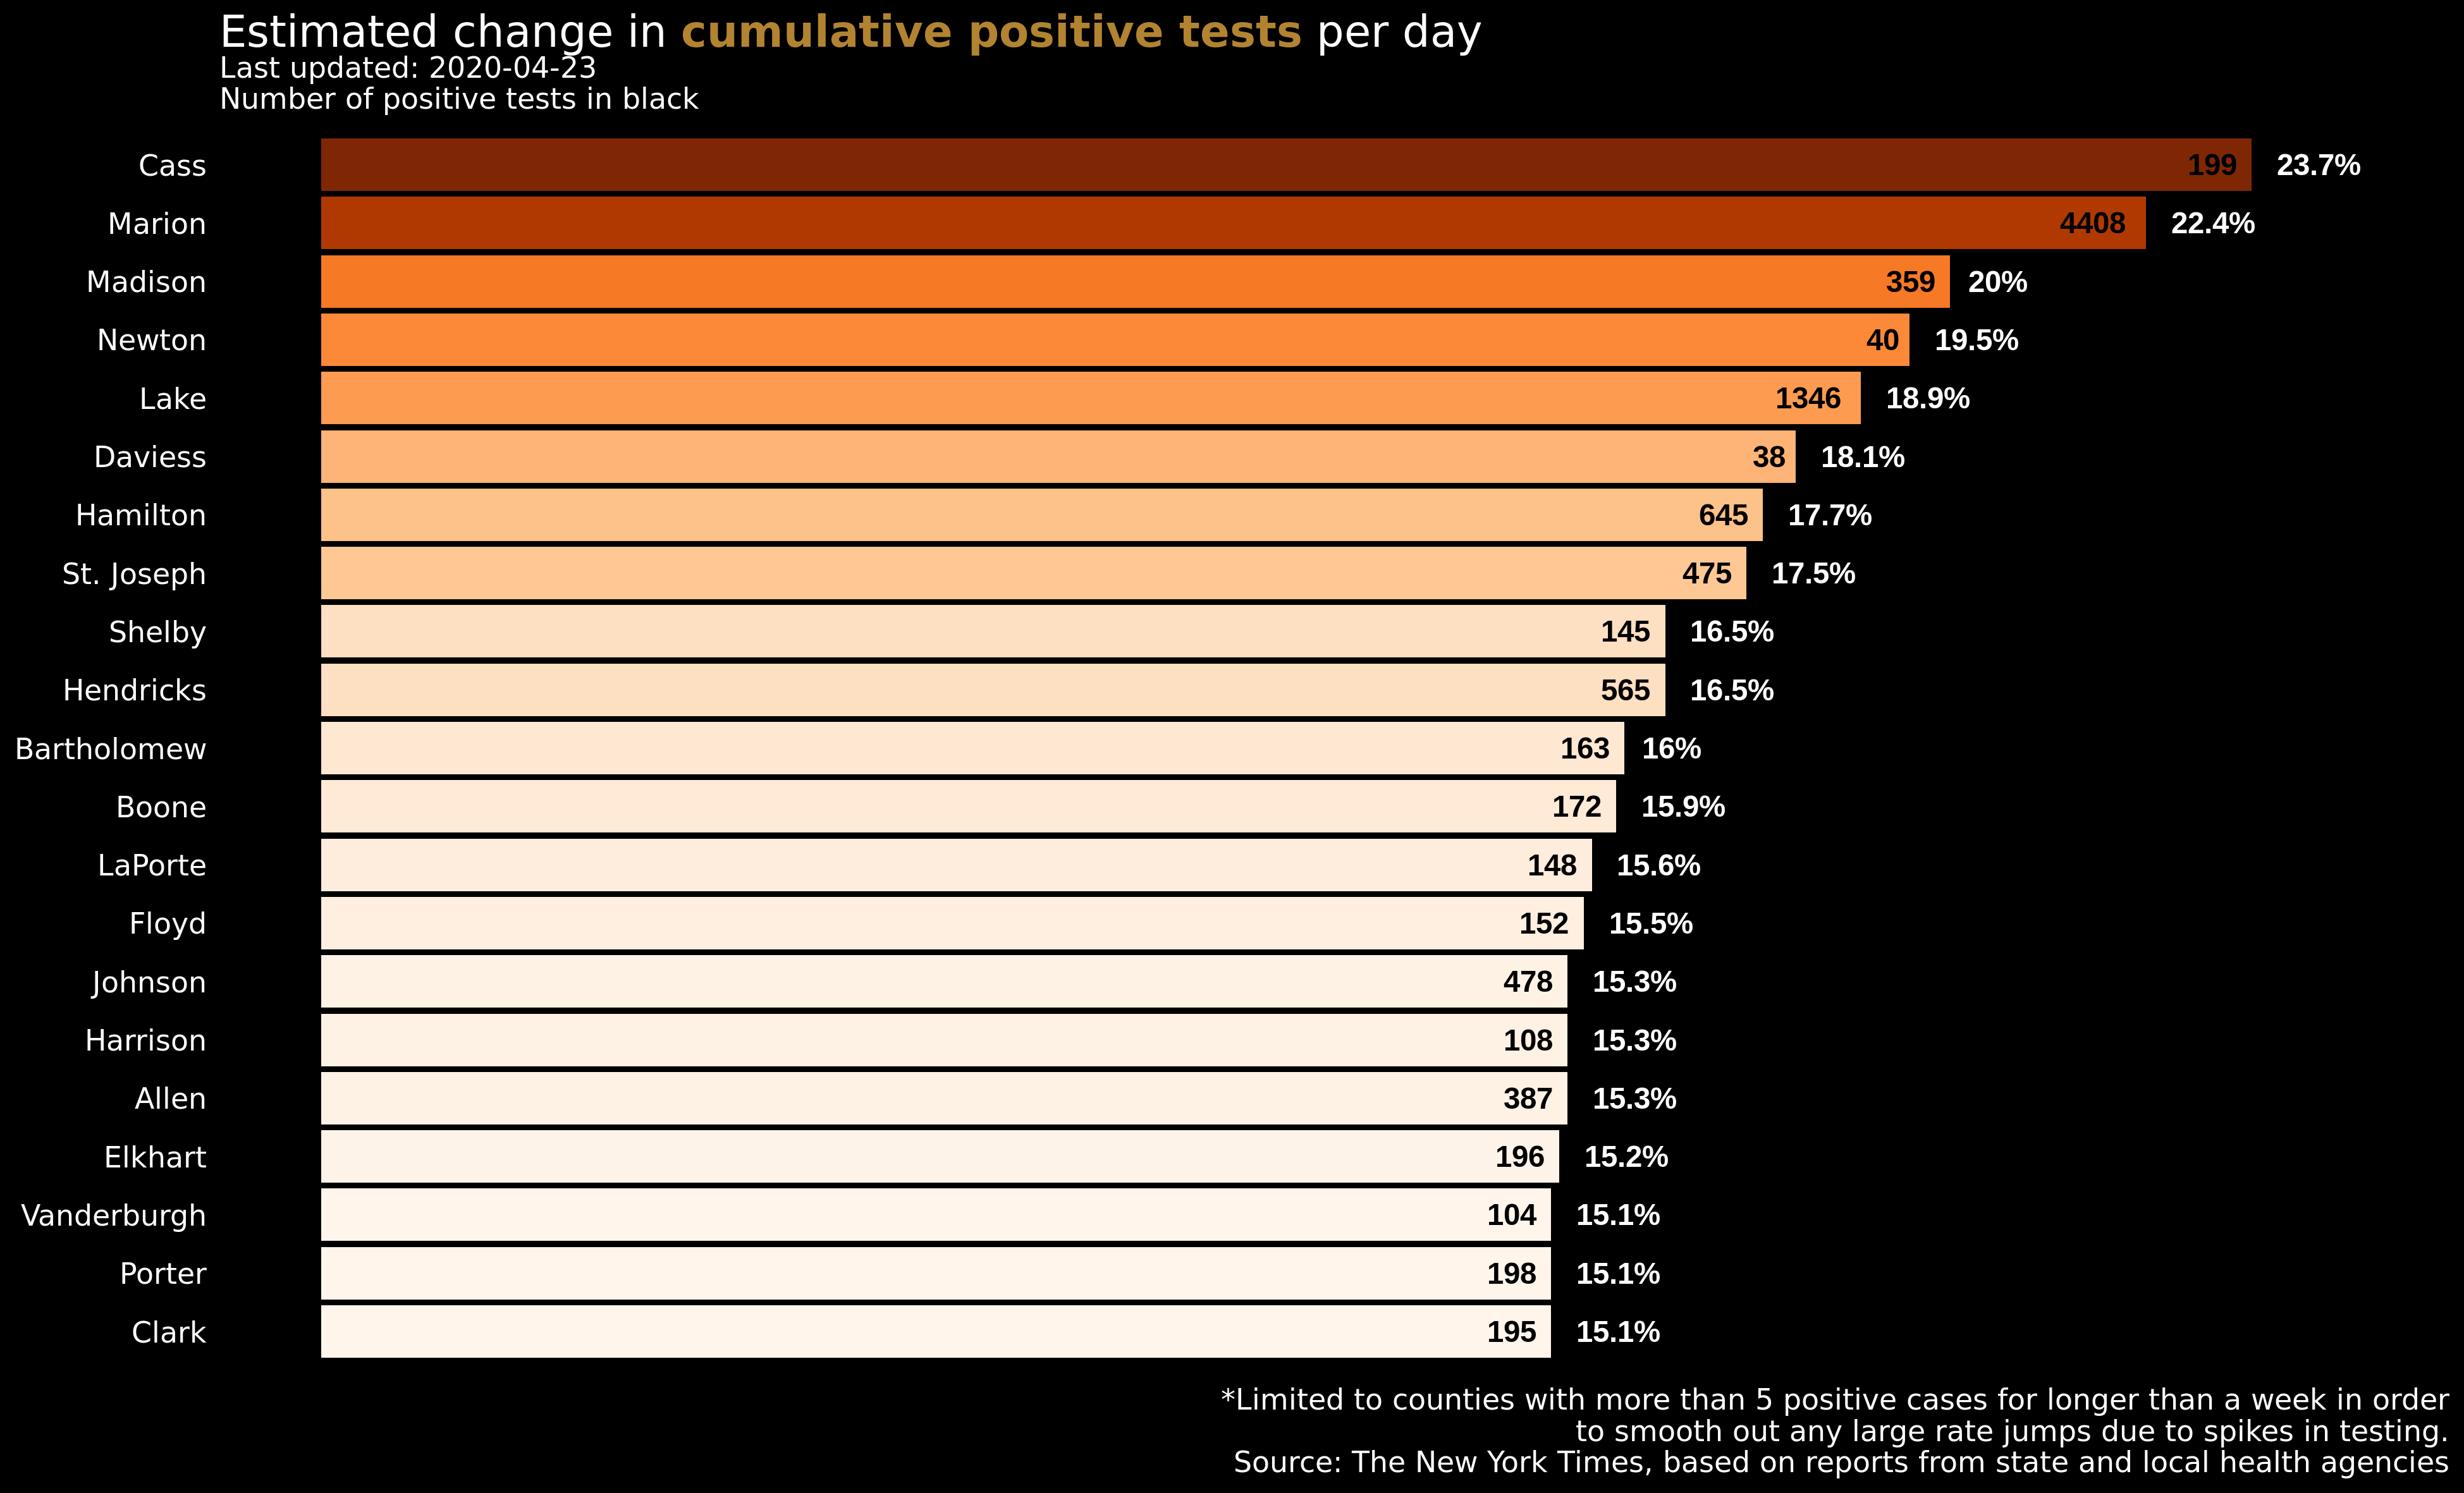 Estimated change in cumulative positive tests per day
Last updated: 2020-04-23
Number of positive tests in black
Cass 199 23.7%
Marion 4408 22.4%
Madison 359 20%
Newton 40 19.5%
Lake 1346 18.9%
Daviess 38 18.1%
Hamilton 645 17.7%
St. Joseph 475 17.5%
Shelby 145 16.5%
Hendricks 565 16.5%
Bartholomew 163 16%
Boone 172 15.9%
LaPorte 148 15.6%
Floyd 152 15.5%
Johnson 478 15.3%
Harrison 108 15.3%
Allen 387 15.3%
Elkhart 196 15.2%
Vanderburgh 104 15.1%
Porter 198 15.1%
Clark 195 15.1%
*Limited to counties with more than 5 positive cases for longer than a week in order
to smooth out any large rate jumps due to spikes in testing.
Source: The New York Times, based on reports from state and local health agencies